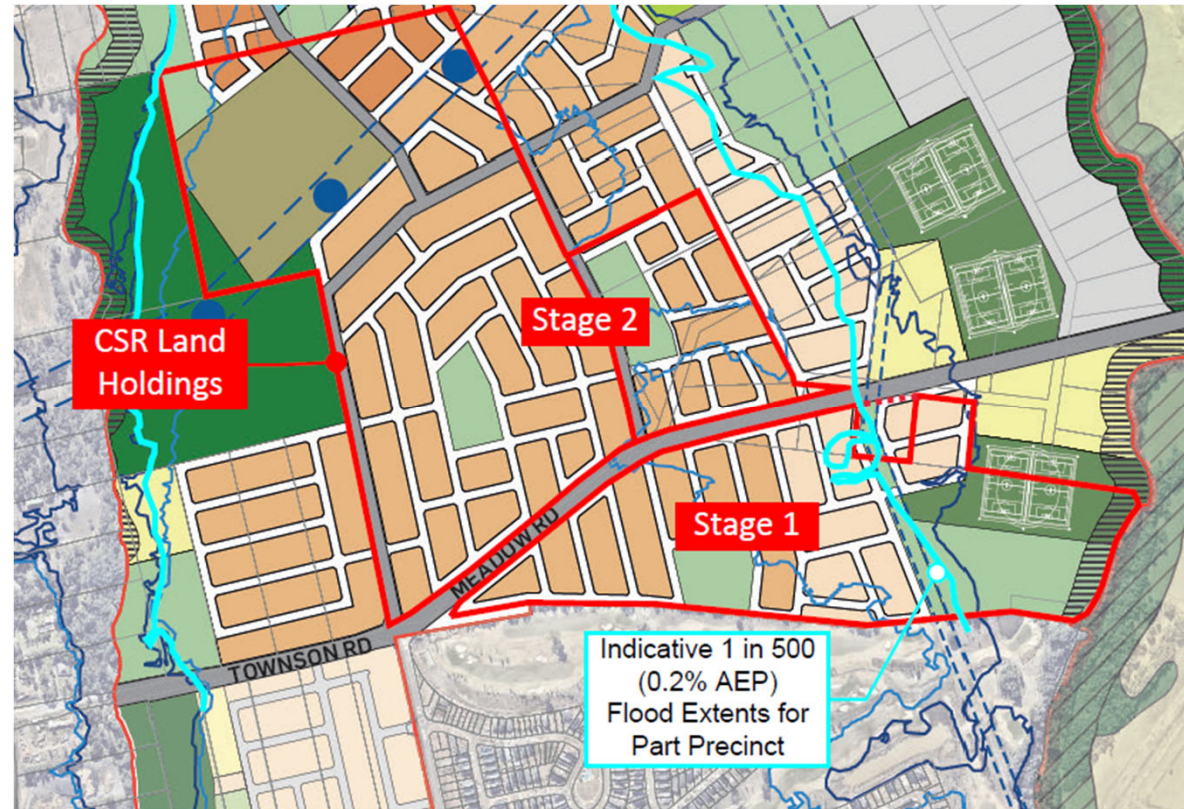 Stage 2
CSR Land
Holdings
Stage 1
MEADOW RD
TOWNSON RD
Indicative 1 in 500
(0.2% AEP)
Flood Extents for
Part Precinct